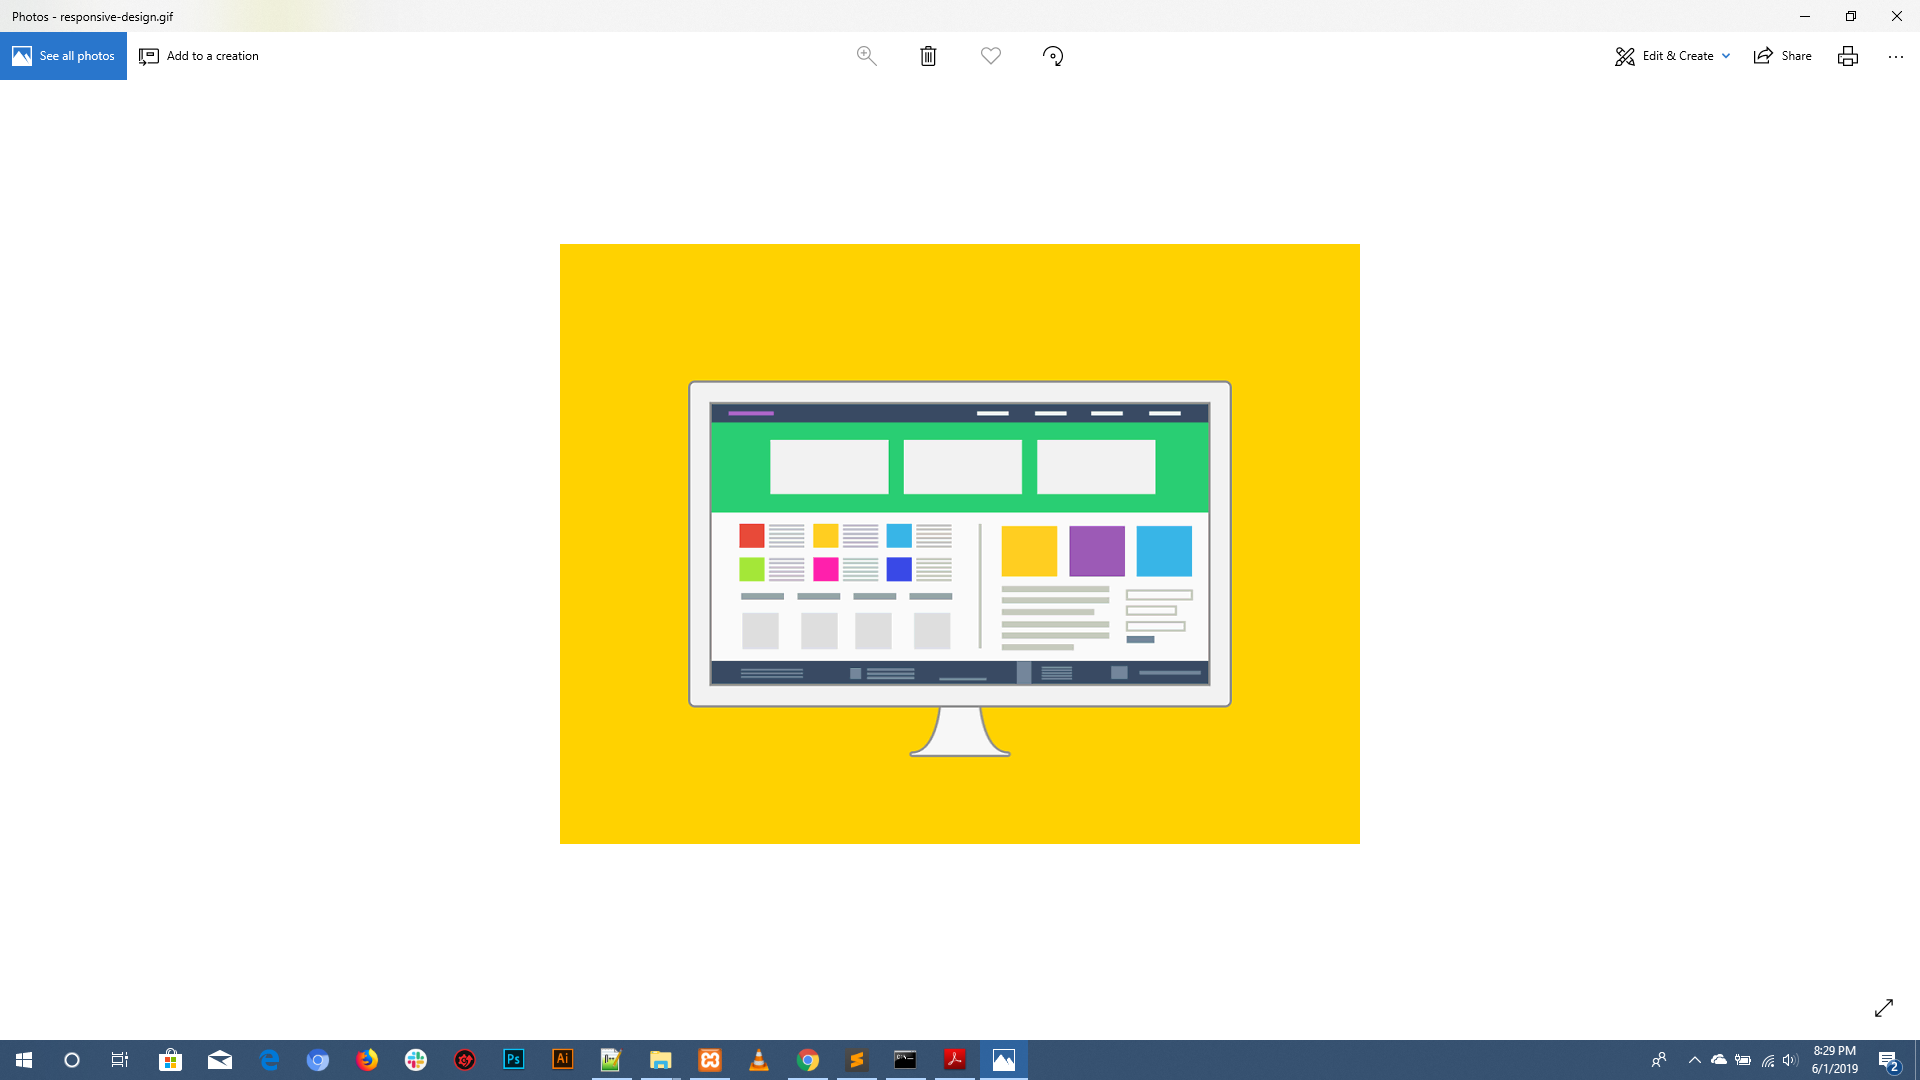 Photos - responsive-design.gif
See all photos
Add to a creation
Edit & Create
Share
Ps
Ai
8:29 PM
6/1/2019
2